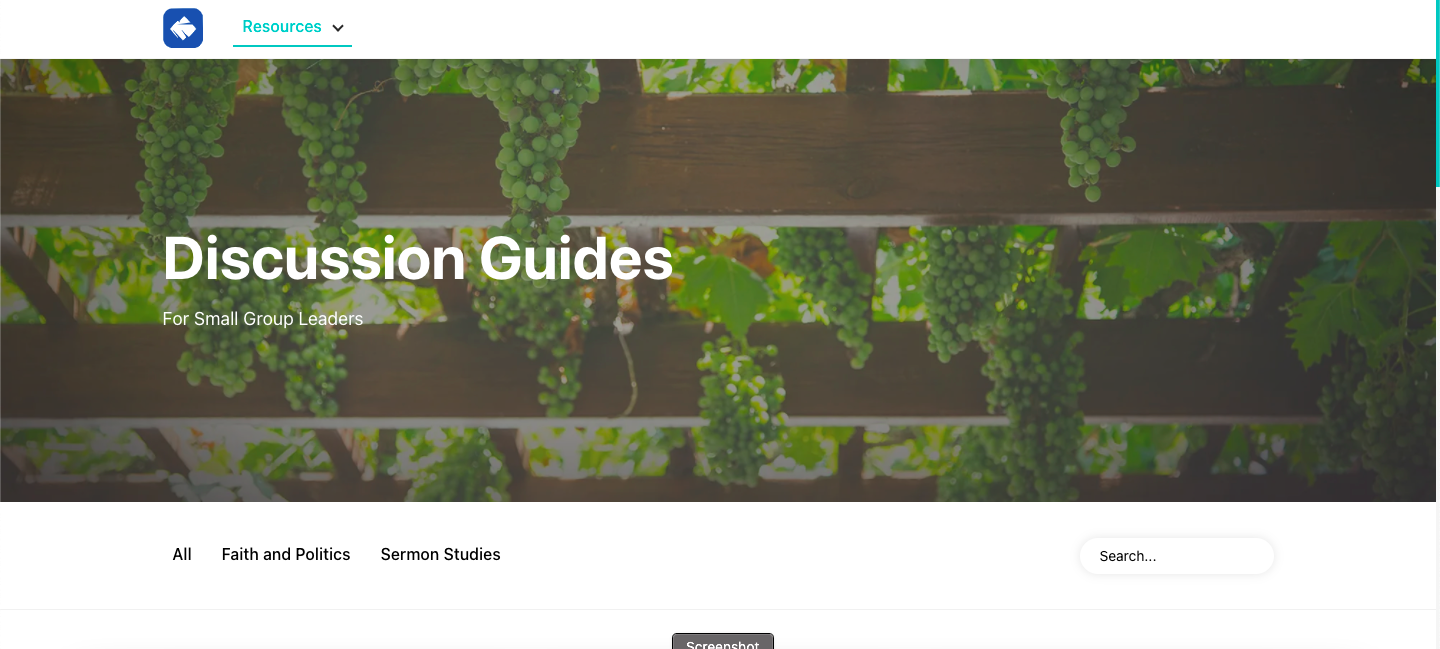 Resources
Discussion Guides
For Small Group Leaders
All Faith and Politics Sermon Studies
Search...
Screenshot